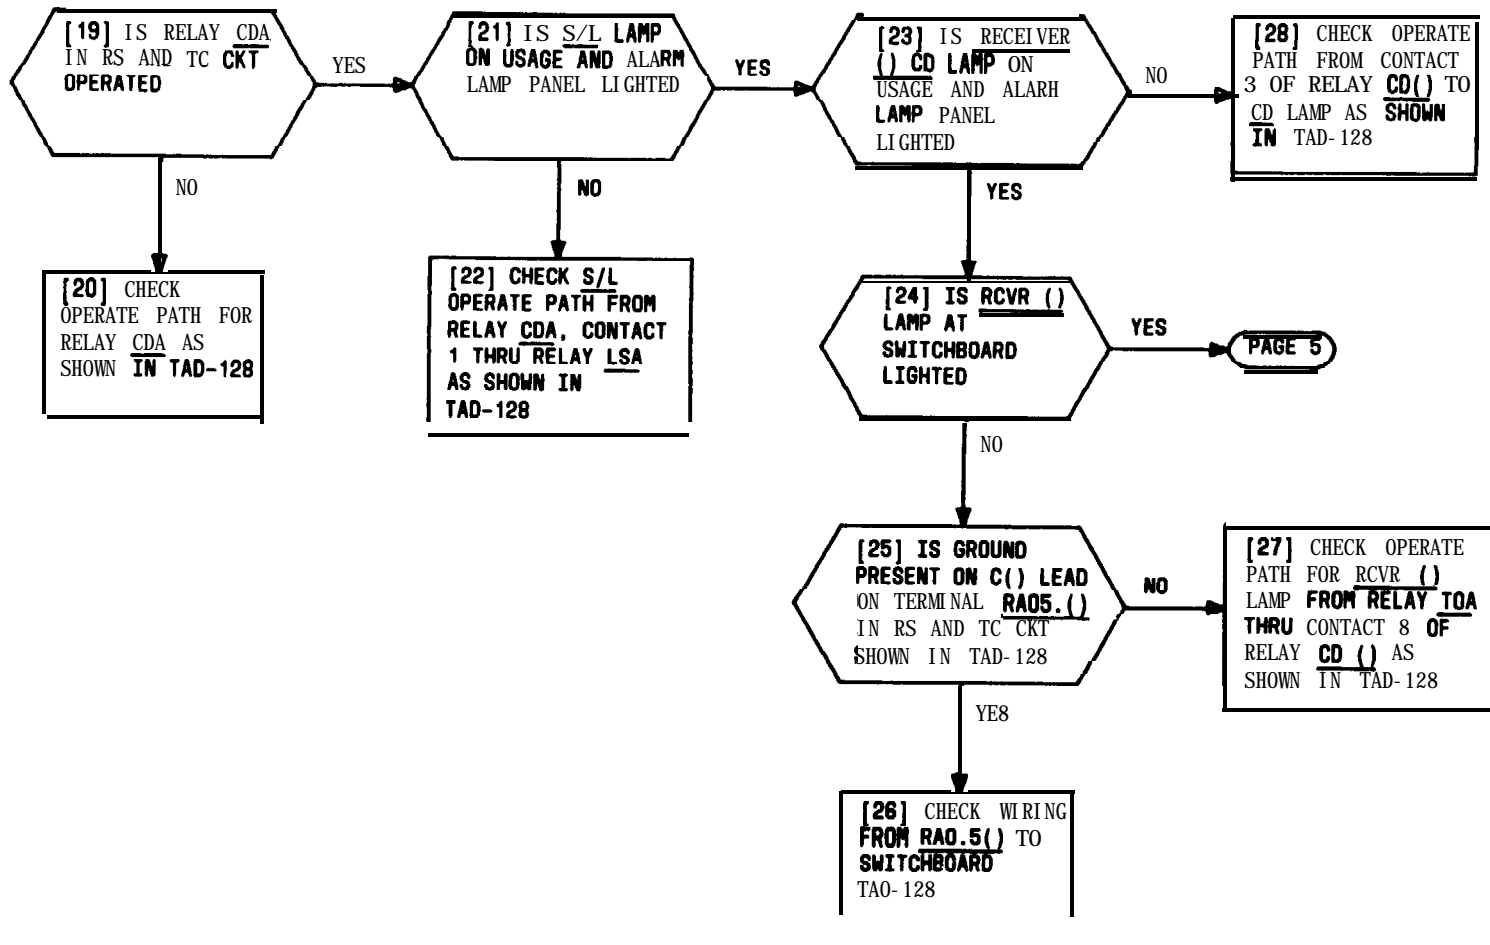 [19] IS RELAY CDA
IN RS AND TC CKT
OPERATED
YES
NO
[20] CHECK
OPERATE PATH FOR
RELAY CDA AS
SHOWN IN TAD-128
[21] IS S/L LAMP
ON USAGE AND ALARM
LAMP PANEL LIGHTED
YES
NO
[22] CHECK S/L
OPERATE PATH FROM
RELAY CDA, CONTACT
1 THRU RELAY LSA
AS SHOWN IN
TAD-128
[23] IS RECEIVER
() CD LAMP ON
USAGE AND ALARH
LAMP PANEL
LIGHTED
NO
YES
[28] CHECK OPERATE
PATH FROM CONTACT
3 OF RELAY CD() TO
CD LAMP AS SHOWN
IN TAD-128
[24] IS RCVR ()
LAMP AT
SWITCHBOARD
LIGHTED
YES
PAGE 5
NO
[25] IS GROUND
PRESENT ON C() LEAD
ON TERMINAL RA05.()
IN RS AND TC CKT
SHOWN IN TAD-128
NO
YE8
[27] CHECK OPERATE
PATH FOR RCVR ()
LAMP FROM RELAY TOA
THRU CONTACT 8 OF
RELAY CD () AS
SHOWN IN TAD-128
[26] CHECK WIRING
FROM RA0.5() TO
SWITCHBOARD
TAO-128